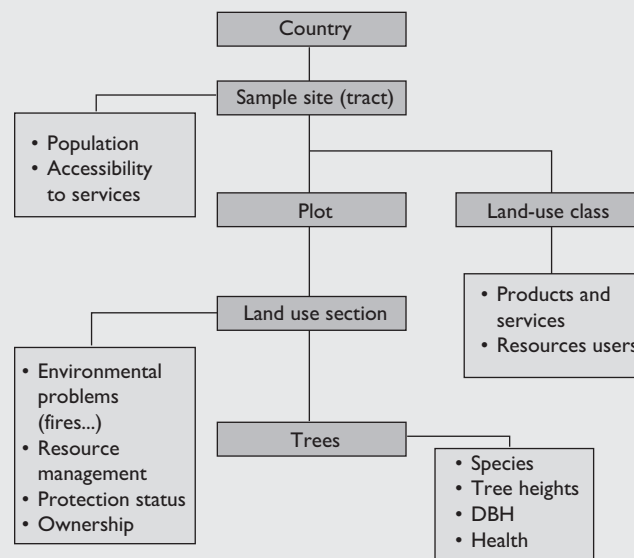 Country
Sample site (tract)
• Population
• Accessibility
to services
Plot
Land-use class
• Products and
services
• Resources users
Land use section
• Environmental
problems
(fires...)
• Resource
management
• Protection status
• Ownership
Trees
• Species
• Tree heights
• DBH
• Health